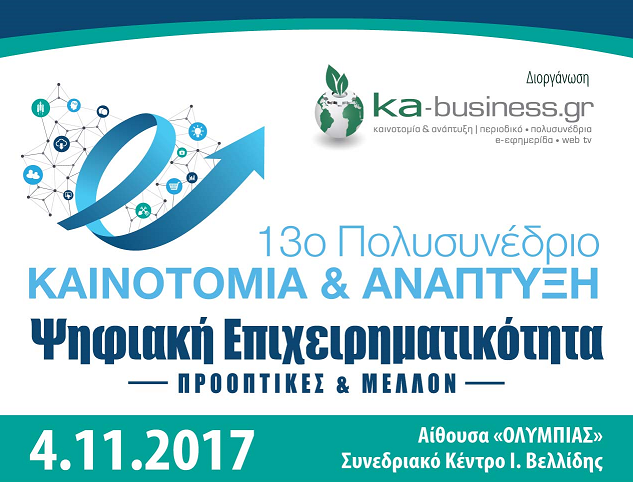 Διοργάνωση
ka-business.gr
καινοτομία & ανάπτυξη | περιοδικό • πολυσυνέδρια
e-εφημερίδα • web tv
13ο Πολυσυνέδριο
ΚΑΙΝΟΤΟΜΙΑ & ΑΝΑΠΤΥΞΗ
Ψηφιακή Επιχειρηματικότητα
ΠΡΟΟΠΤΙΚΕΣ & ΜΕΛΛΟΝ
4.11.2017
Αίθουσα «ΟΛΥΜΠΙΑΣ»
Συνεδριακό Κέντρο Ι. Βελλίδης